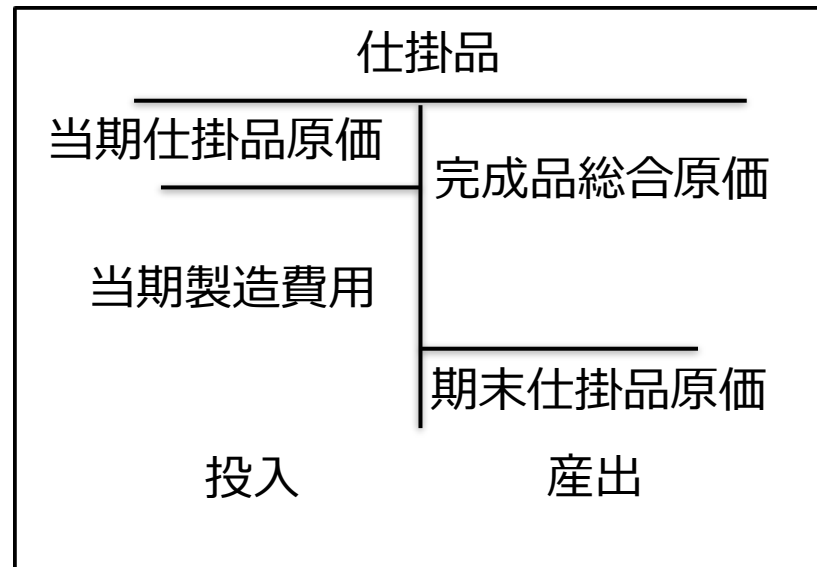 仕掛品
当期仕掛品原価
完成品総合原価
当期製造費用
期末仕掛品原価
投入
産出